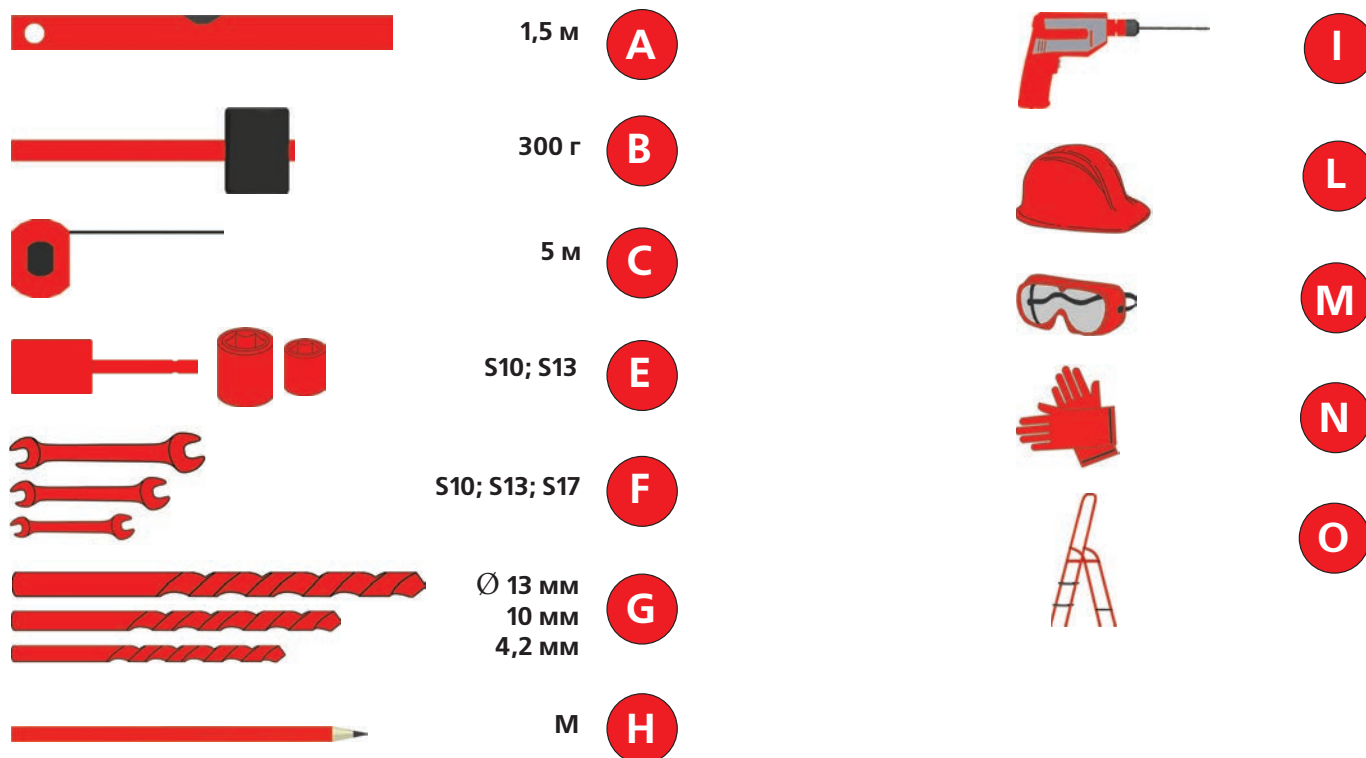 1,5 м A
300 г B
5 м C
S10; S13 E
S10; S13; S17 F
Ø 13 мм
10 мм
4,2 мм
G
М H
I
L
M
N
O